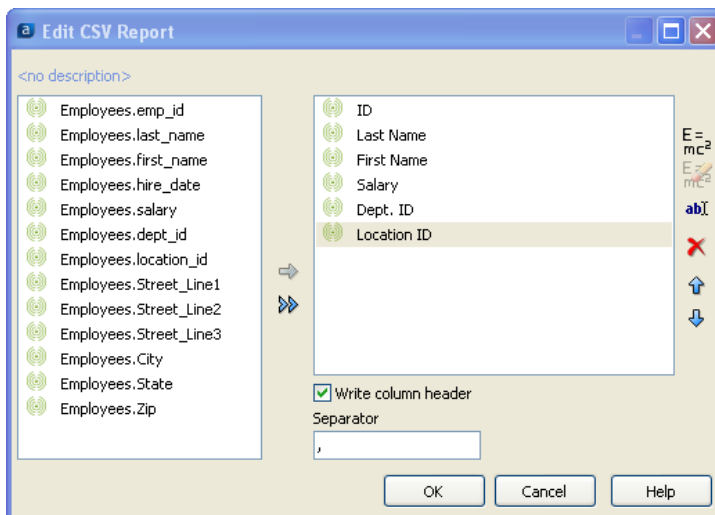 a Edit CSV Report
<no description>
Employees.emp_id
Employees.last_name
Employees.first_name
Employees.hire_date
Employees.salary
Employees.dept_id
Employees.location_id
Employees.Street_Line1
Employees.Street_Line2
Employees.Street_Line3
Employees.City
Employees.State
Employees.Zip
ID
Last Name
First Name
Salary
Dept. ID
Location ID
E=
mc²
E=
mc²
ab
Write column header
Separator
,
OK
Cancel
Help